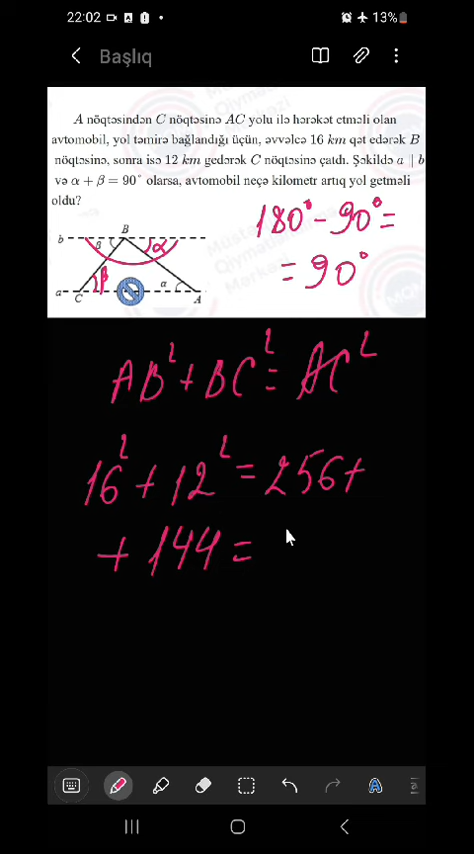 22:02 13%
Başlıq
A nöqtəsindən C nöqtəsinə AC yolu ilə hərəkət etməli olan
avtomobil, yol təmirə bağlandığı üçün, əvvəlcə 16 km qət edərək B
nöqtəsinə, sonra isə 12 km gedərək C nöqtəsinə çatdı. Şəkildə a ∥ b
və α + β = 90° olarsa, avtomobil neçə kilometr artıq yol getməli
oldu?
180° - 90° =
= 90°
b B β α
a C β α A
AB² + BC² = AC²
16² + 12² = 256 +
+ 144 =